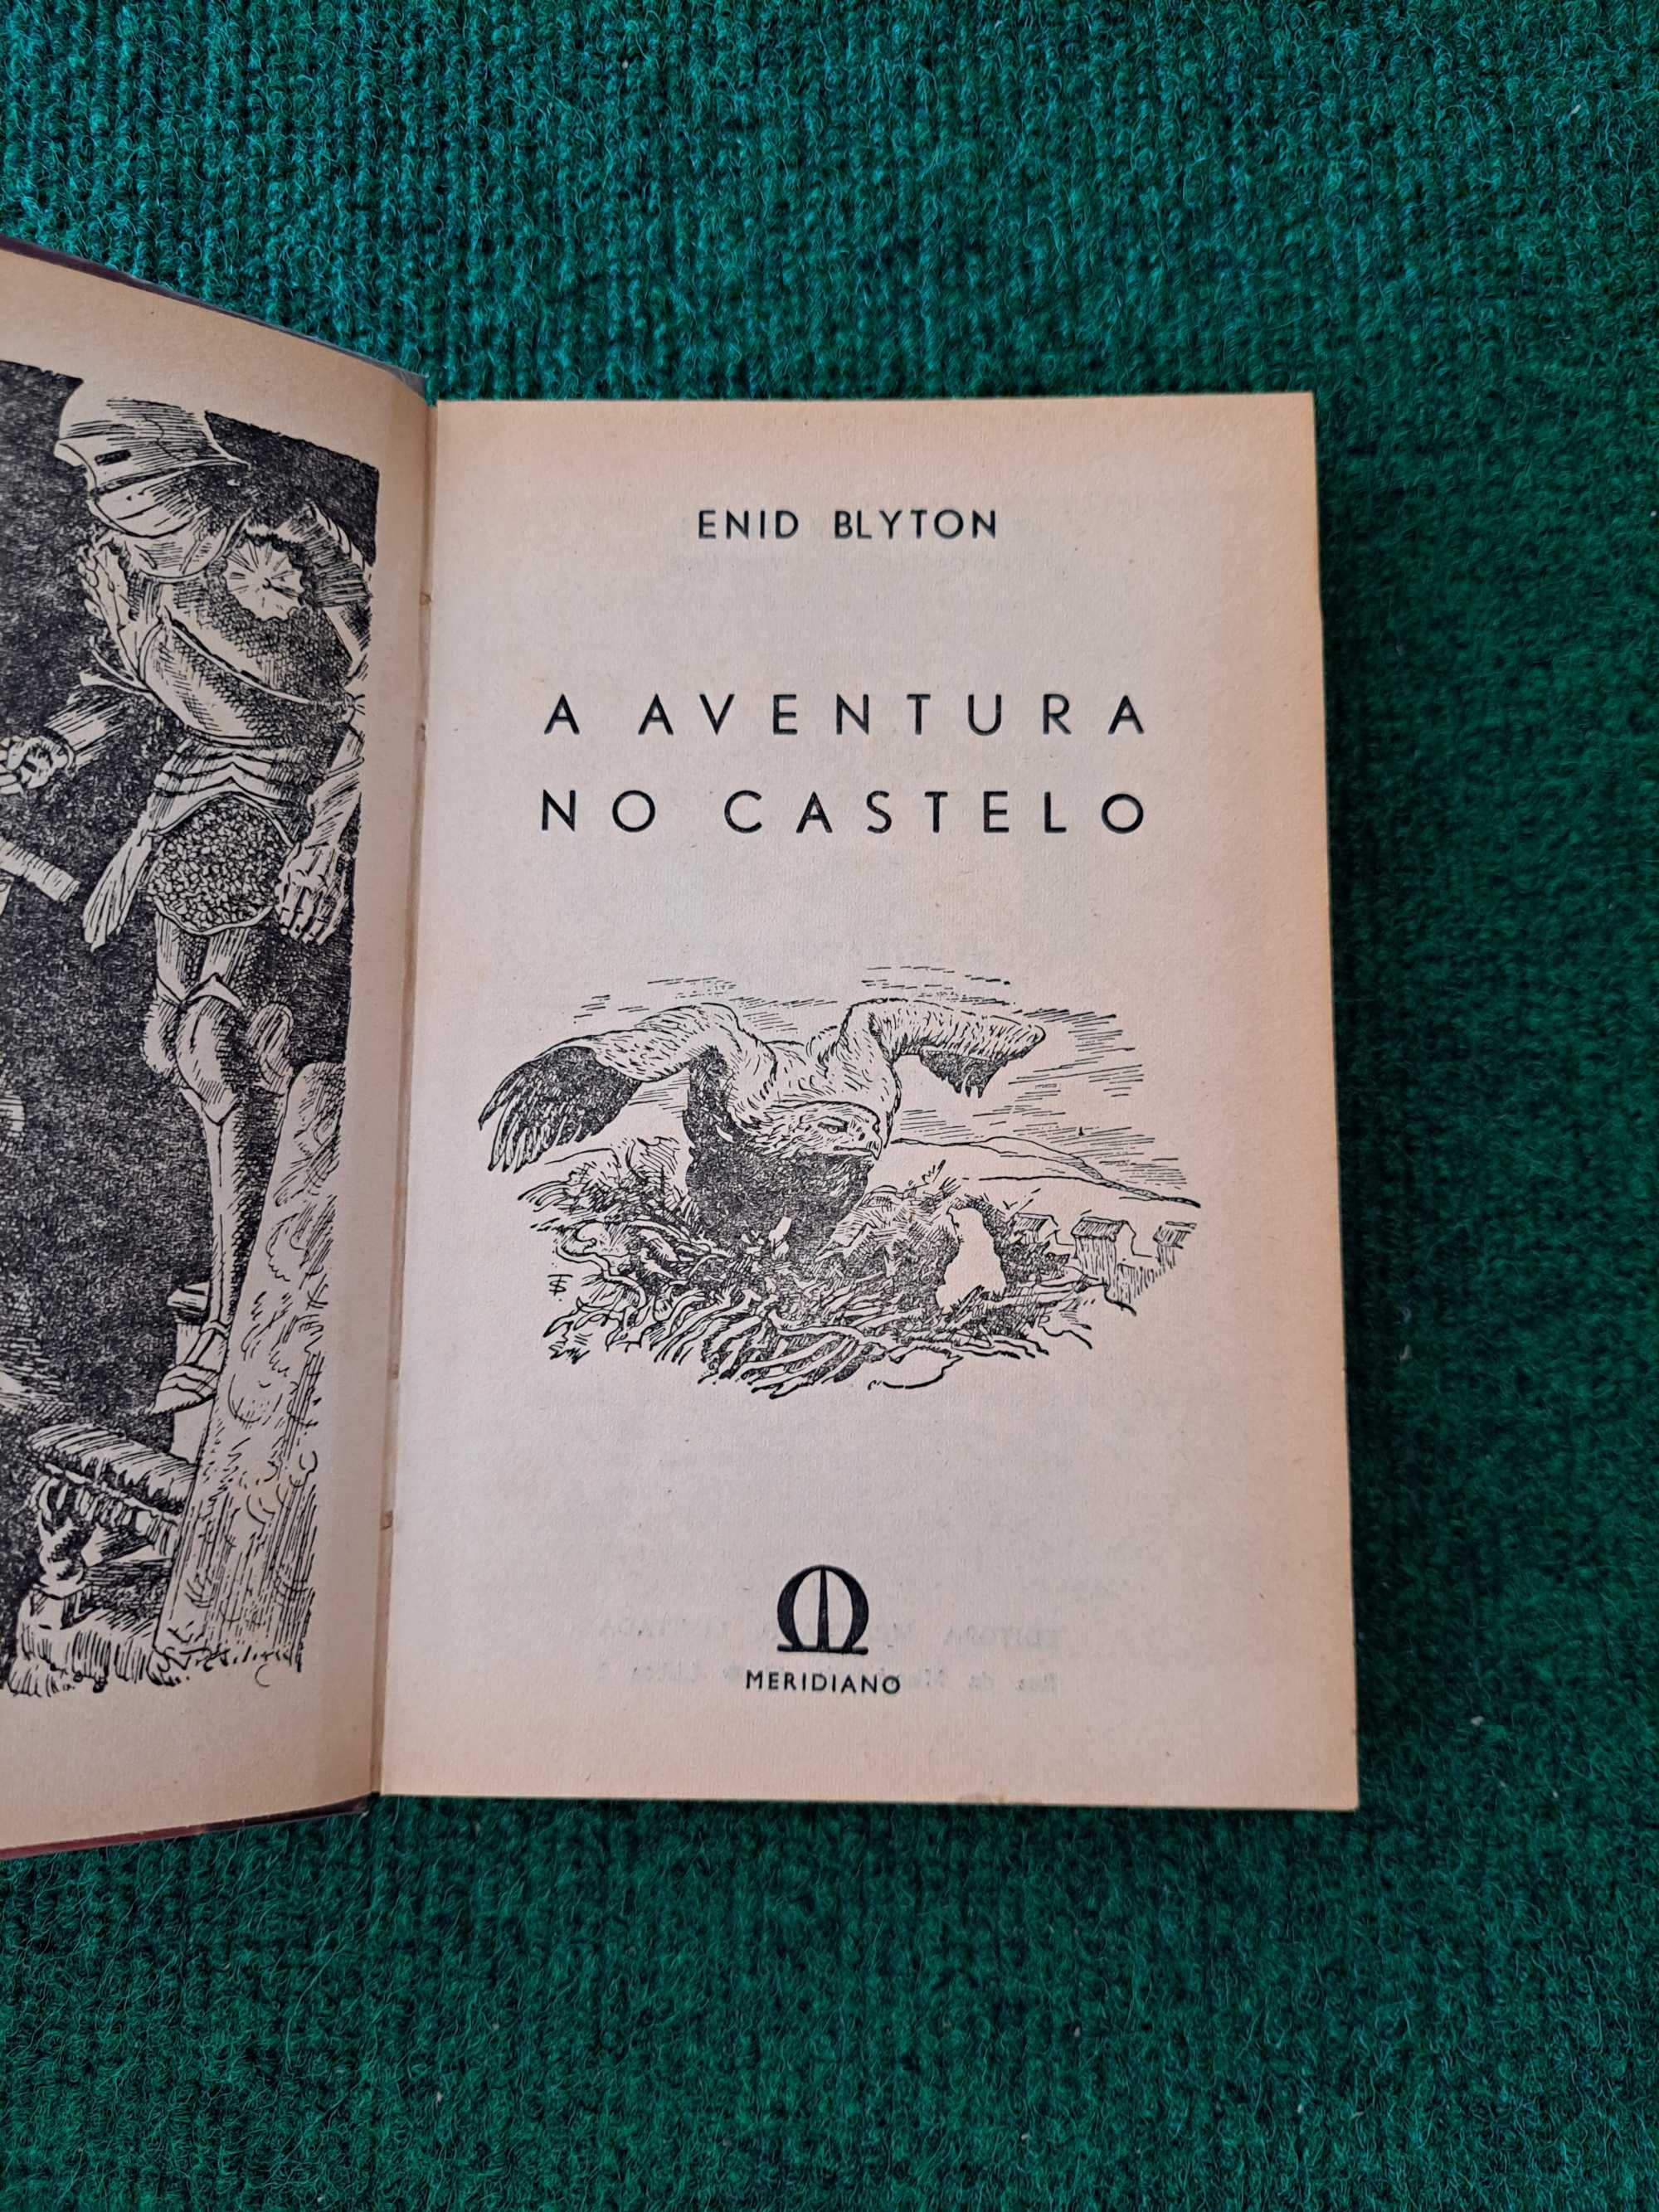 ENID BLYTON
A AVENTURA
NO CASTELO
MERIDIANO